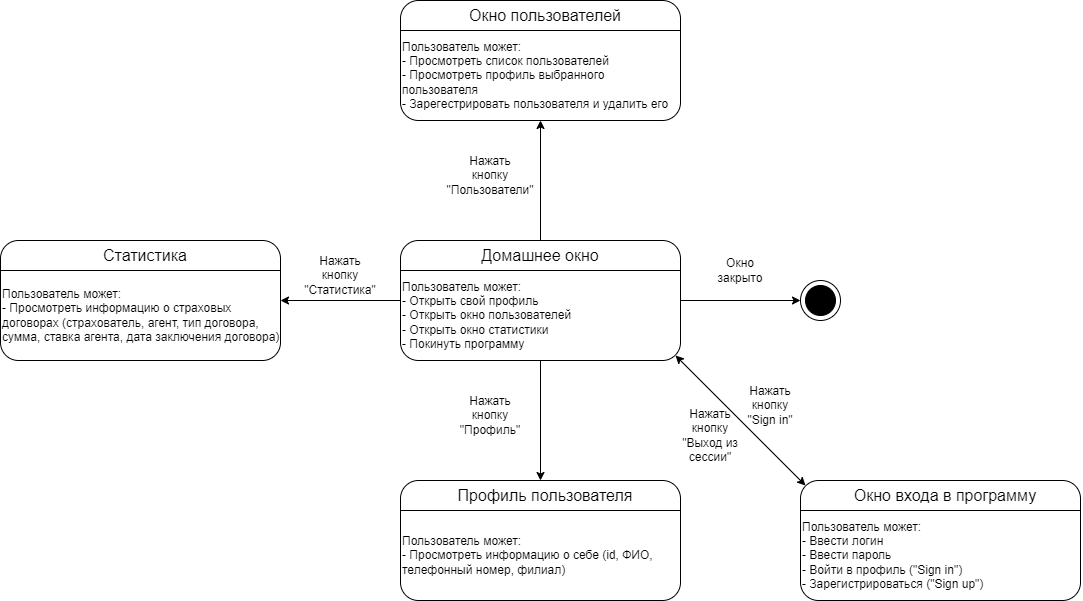 Окно пользователей
Пользователь может:
- Просмотреть список пользователей
- Просмотреть профиль выбранного
пользователя
- Зарегестрировать пользователя и удалить его
Нажать
кнопку
"Пользователи"
Статистика
Пользователь может:
- Просмотреть информацию о страховых
договорах (страхователь, агент, тип договора,
сумма, ставка агента, дата заключения договора)
Нажать
кнопку
"Статистика"
Домашнее окно
Пользователь может:
- Открыть свой профиль
- Открыть окно пользователей
- Открыть окно статистики
- Покинуть программу
Окно
закрыто
Нажать
кнопку
"Профиль"
Нажать
кнопку
"Выход из
сессии"
Нажать
кнопку
"Sign in"
Профиль пользователя
Пользователь может:
- Просмотреть информацию о себе (id, ФИО,
телефонный номер, филиал)
Окно входа в программу
Пользователь может:
- Ввести логин
- Ввести пароль
- Войти в профиль ("Sign in")
- Зарегистрироваться ("Sign up")